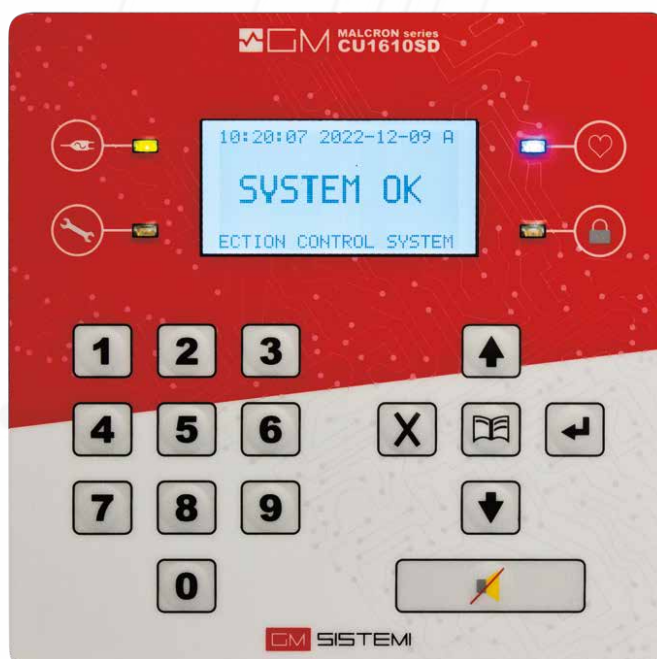 GM MALCRON series
CU1610SD
10:20:07 2022-12-09 A
SYSTEM OK
ECTION CONTROL SYSTEM
1 2 3
4 5 6 X
7 8 9
0
GM SISTEMI